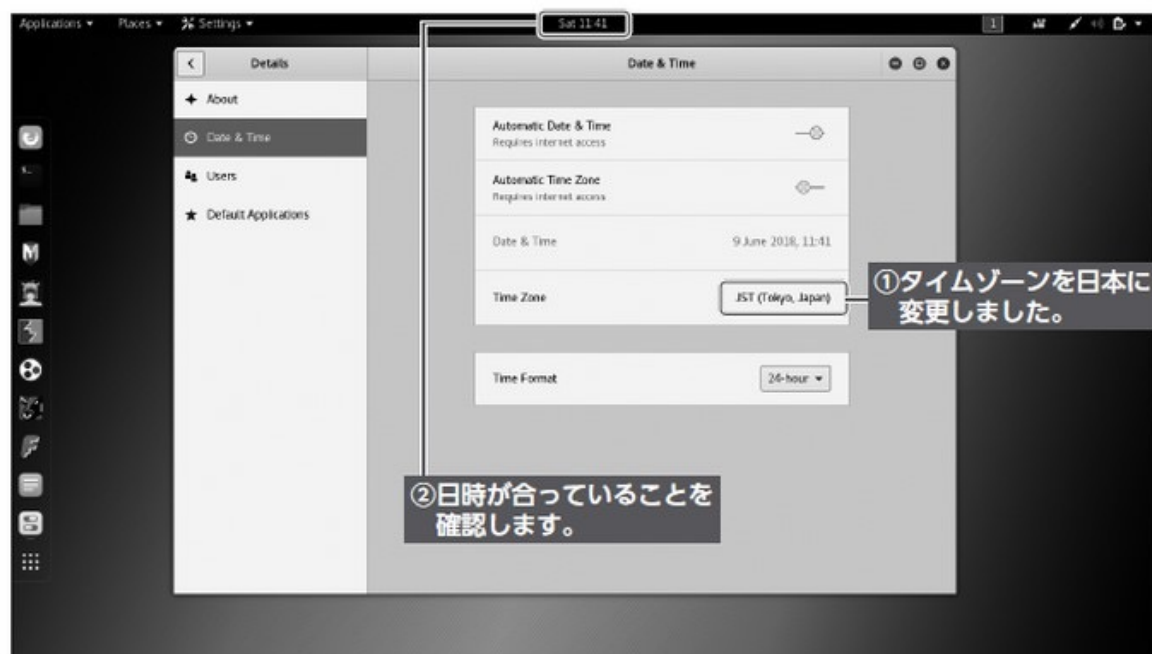 Applications Places Settings Sat 11:41 1
Details Date & Time
About
Date & Time
Users
Default Applications
Automatic Date & Time
Requires internet access
Automatic Time Zone
Requires internet access
Date & Time 9 June 2018, 11:41
Time Zone JST (Tokyo, Japan)
Time Format 24-hour
①タイムゾーンを日本に
変更しました。
②日時が合っていることを
確認します。